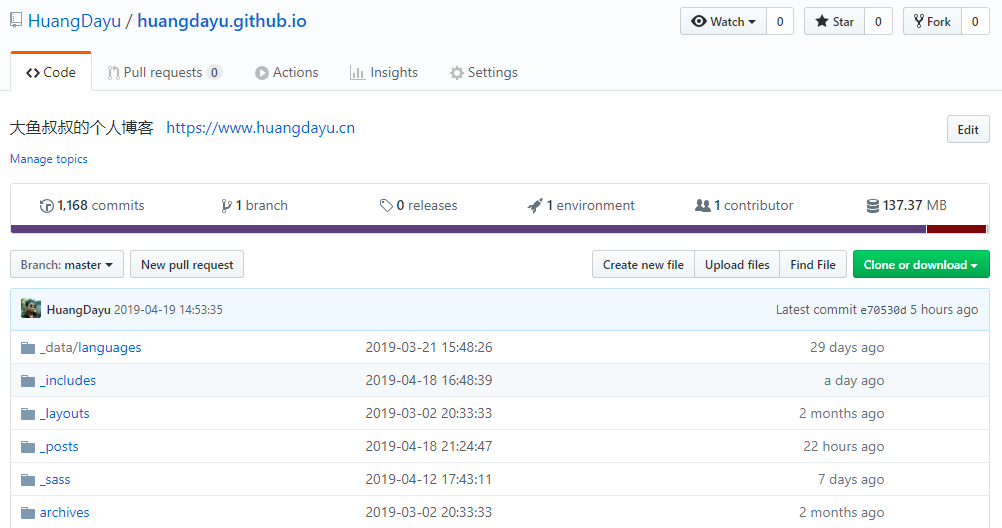 HuangDayu / huangdayu.github.io Watch 0 Star 0 Fork 0
Code Pull requests 0 Actions Insights Settings
大鱼叔叔的个人博客 https://www.huangdayu.cn Edit
Manage topics
1,168 commits 1 branch 0 releases 1 environment 1 contributor 137.37 MB
Branch: master New pull request Create new file Upload files Find File Clone or download
HuangDayu 2019-04-19 14:53:35 Latest commit e70530d 5 hours ago
_data/languages 2019-03-21 15:48:26 29 days ago
_includes 2019-04-18 16:48:39 a day ago
_layouts 2019-03-02 20:33:33 2 months ago
_posts 2019-04-18 21:24:47 22 hours ago
_sass 2019-04-12 17:43:11 7 days ago
archives 2019-03-02 20:33:33 2 months ago